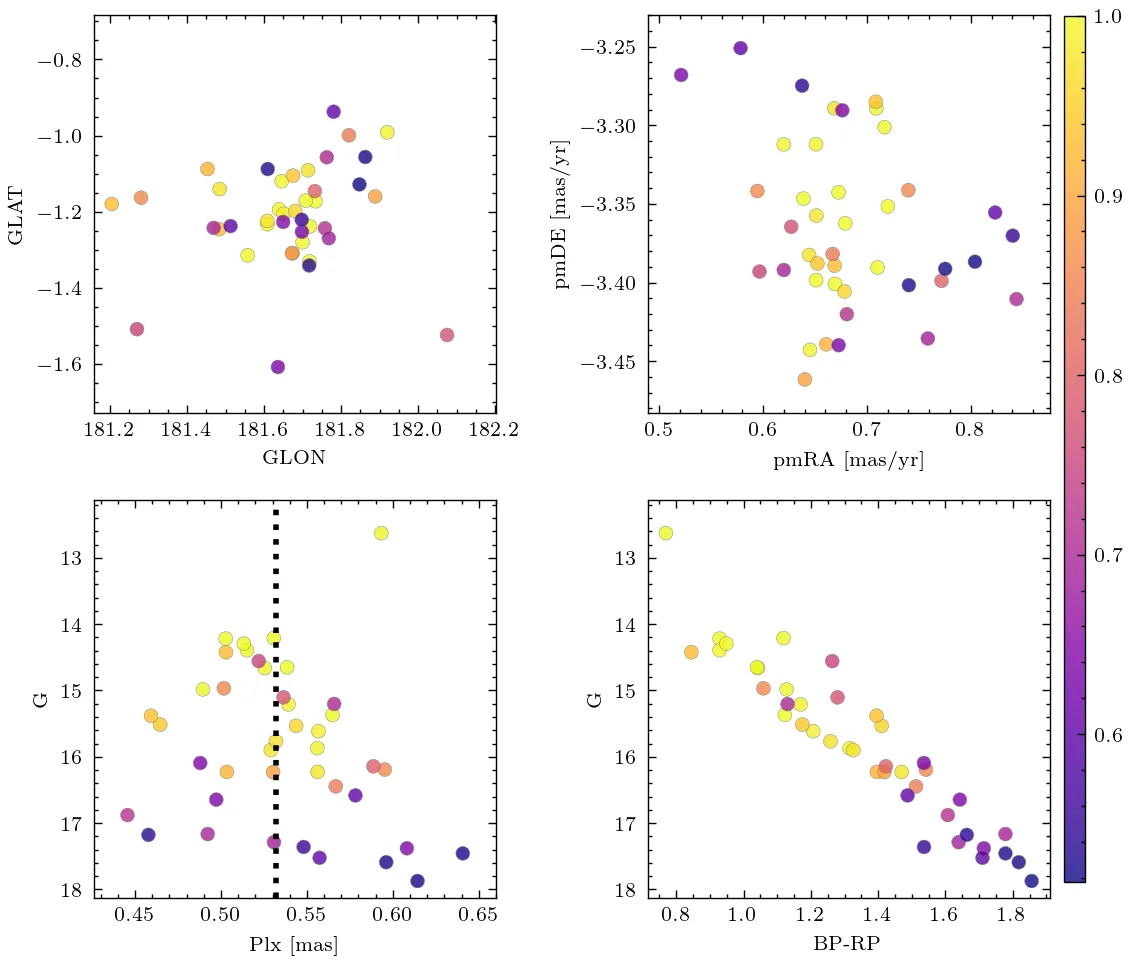 −0.8
−1.0
−1.2
−1.4
−1.6
GLAT
181.2 181.4 181.6 181.8 182.0 182.2
GLON
−3.25
−3.30
−3.35
−3.40
−3.45
pmDE [mas/yr]
0.5 0.6 0.7 0.8
pmRA [mas/yr]
13
14
15
16
17
18
G
0.45 0.50 0.55 0.60 0.65
Plx [mas]
13
14
15
16
17
18
G
0.8 1.0 1.2 1.4 1.6 1.8
BP-RP
1.0
0.9
0.8
0.7
0.6